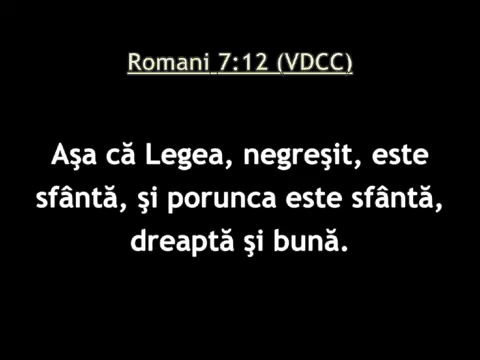 Romani 7:12 (VDCC)
Aşa că Legea, negreşit, este
sfântă, şi porunca este sfântă,
dreaptă şi bună.